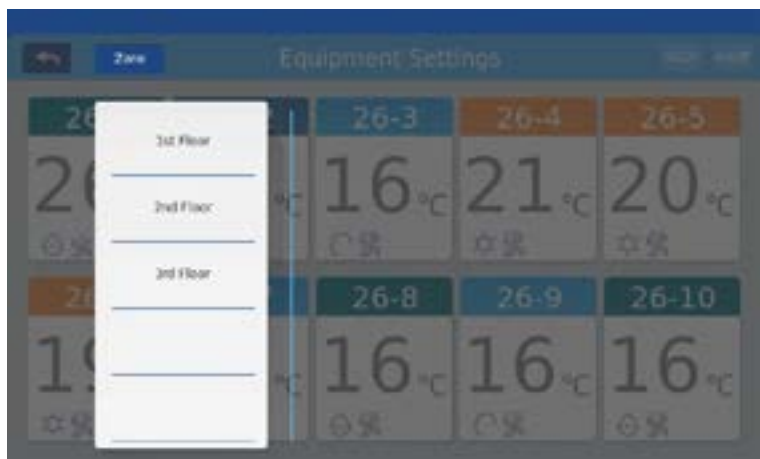 Equipment Settings
1st Floor
2nd Floor
3rd Floor
26-3
26-4
26-5
16 °C
21 °C
20 °C
°C
26-8
26-9
26-10
16 °C
16 °C
16 °C
°C